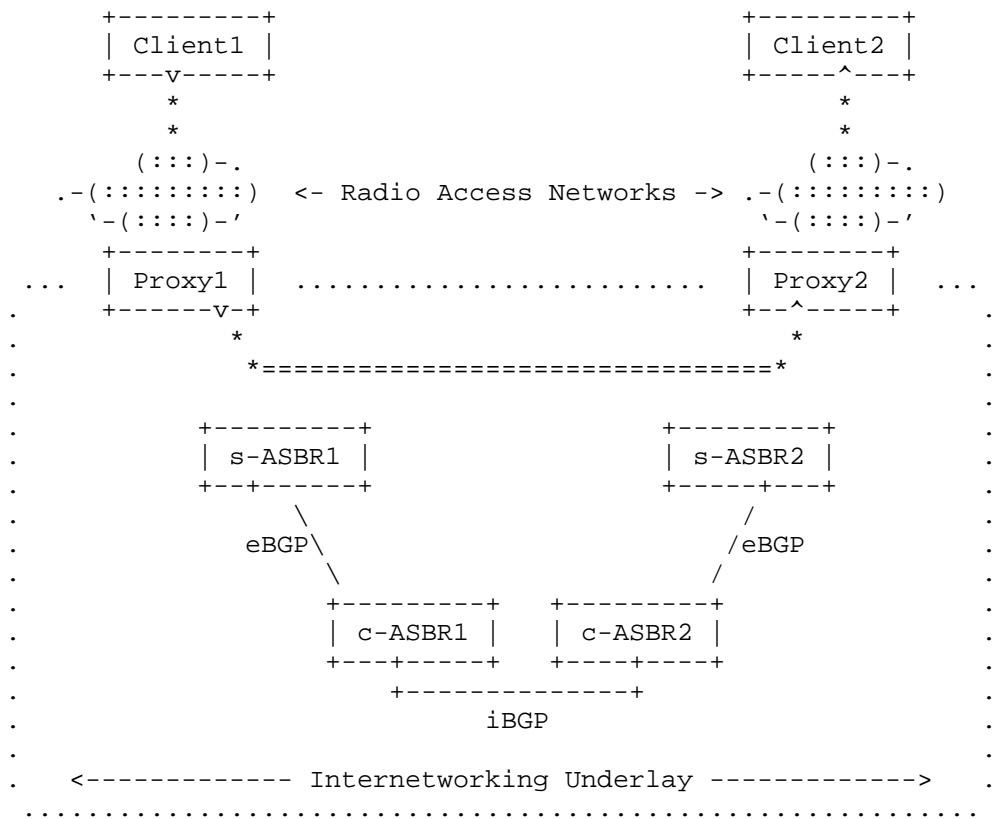 Client1 Client2
<- Radio Access Networks ->
Proxy1 Proxy2
s-ASBR1 s-ASBR2
eBGP eBGP
c-ASBR1 c-ASBR2
iBGP
<------------- Internetworking Underlay ------------->